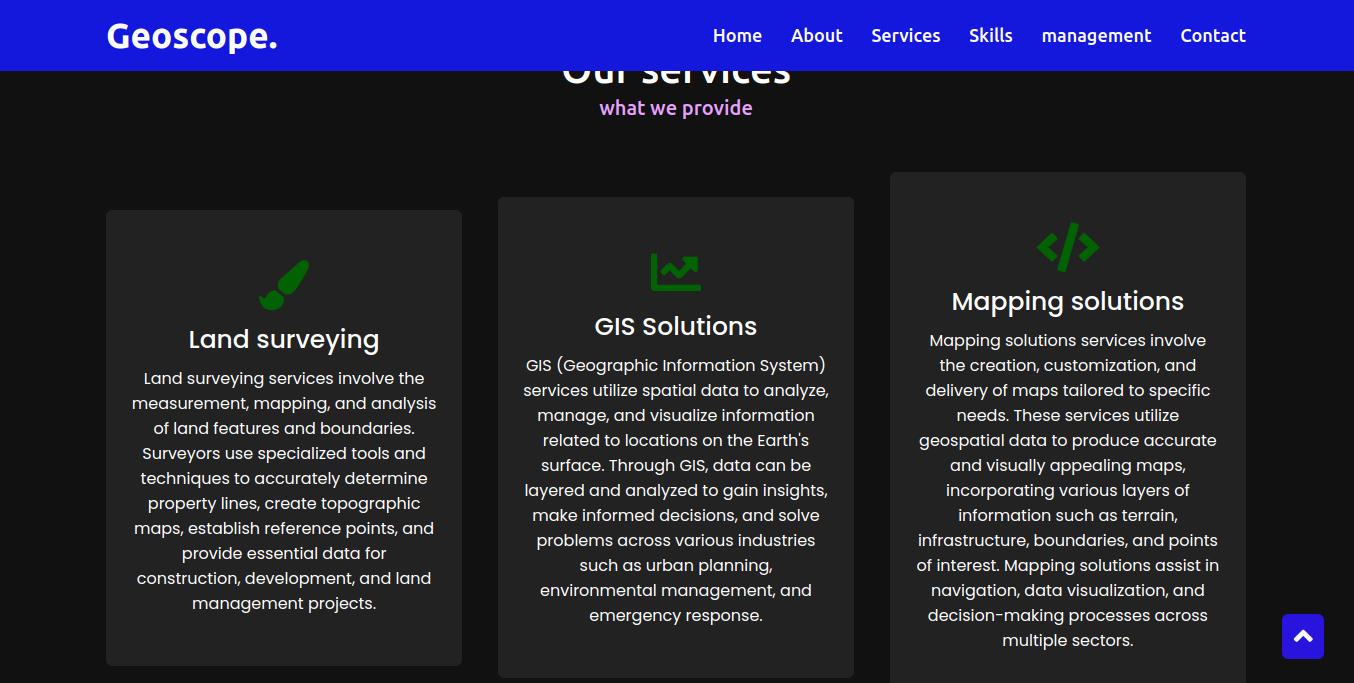 Geoscope.
Home About Services Skills management Contact
Our services
what we provide
Land surveying
Land surveying services involve the
measurement, mapping, and analysis
of land features and boundaries.
Surveyors use specialized tools and
techniques to accurately determine
property lines, create topographic
maps, establish reference points, and
provide essential data for
construction, development, and land
management projects.
GIS Solutions
GIS (Geographic Information System)
services utilize spatial data to analyze,
manage, and visualize information
related to locations on the Earth's
surface. Through GIS, data can be
layered and analyzed to gain insights,
make informed decisions, and solve
problems across various industries
such as urban planning,
environmental management, and
emergency response.
Mapping solutions
Mapping solutions services involve
the creation, customization, and
delivery of maps tailored to specific
needs. These services utilize
geospatial data to produce accurate
and visually appealing maps,
incorporating various layers of
information such as terrain,
infrastructure, boundaries, and points
of interest. Mapping solutions assist in
navigation, data visualization, and
decision-making processes across
multiple sectors.